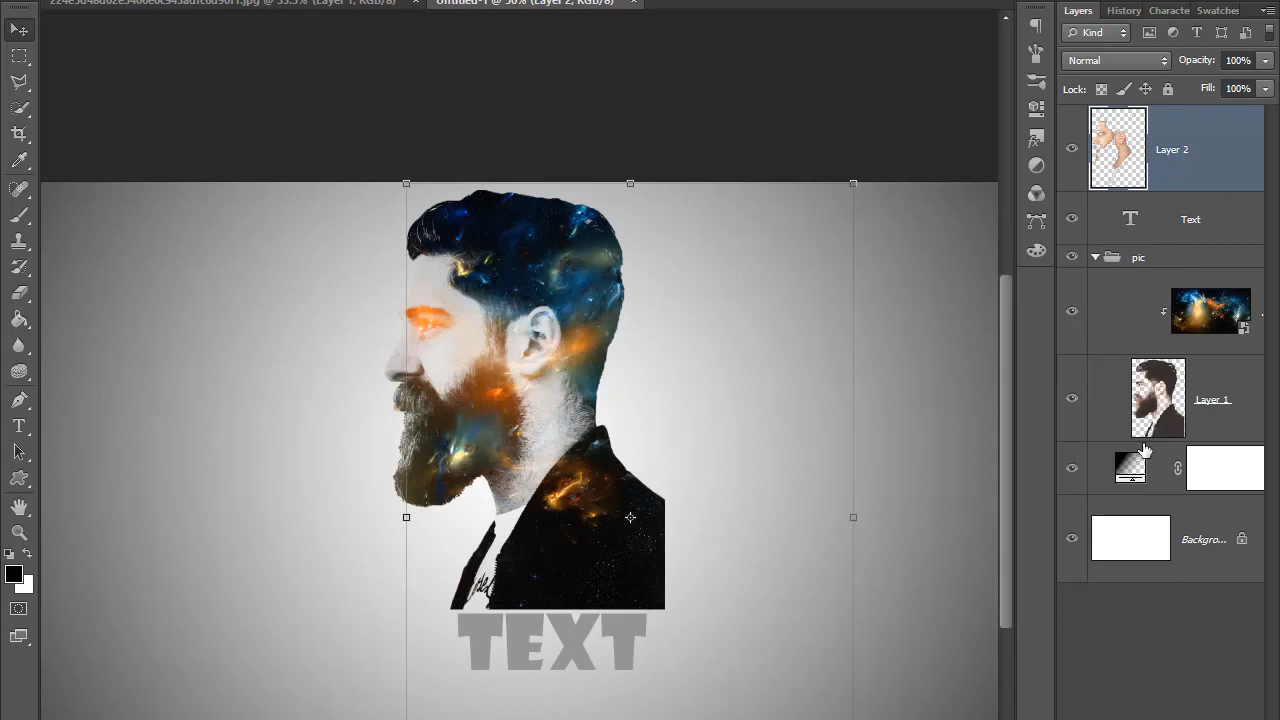 Untitled-1 @ 50% (Layer 2, RGB/8)
Layers History Characte Swatches
Kind
Normal Opacity: 100%
Lock: Fill: 100%
Layer 2
T Text
pic
Layer 1
Backgro...
TEXT